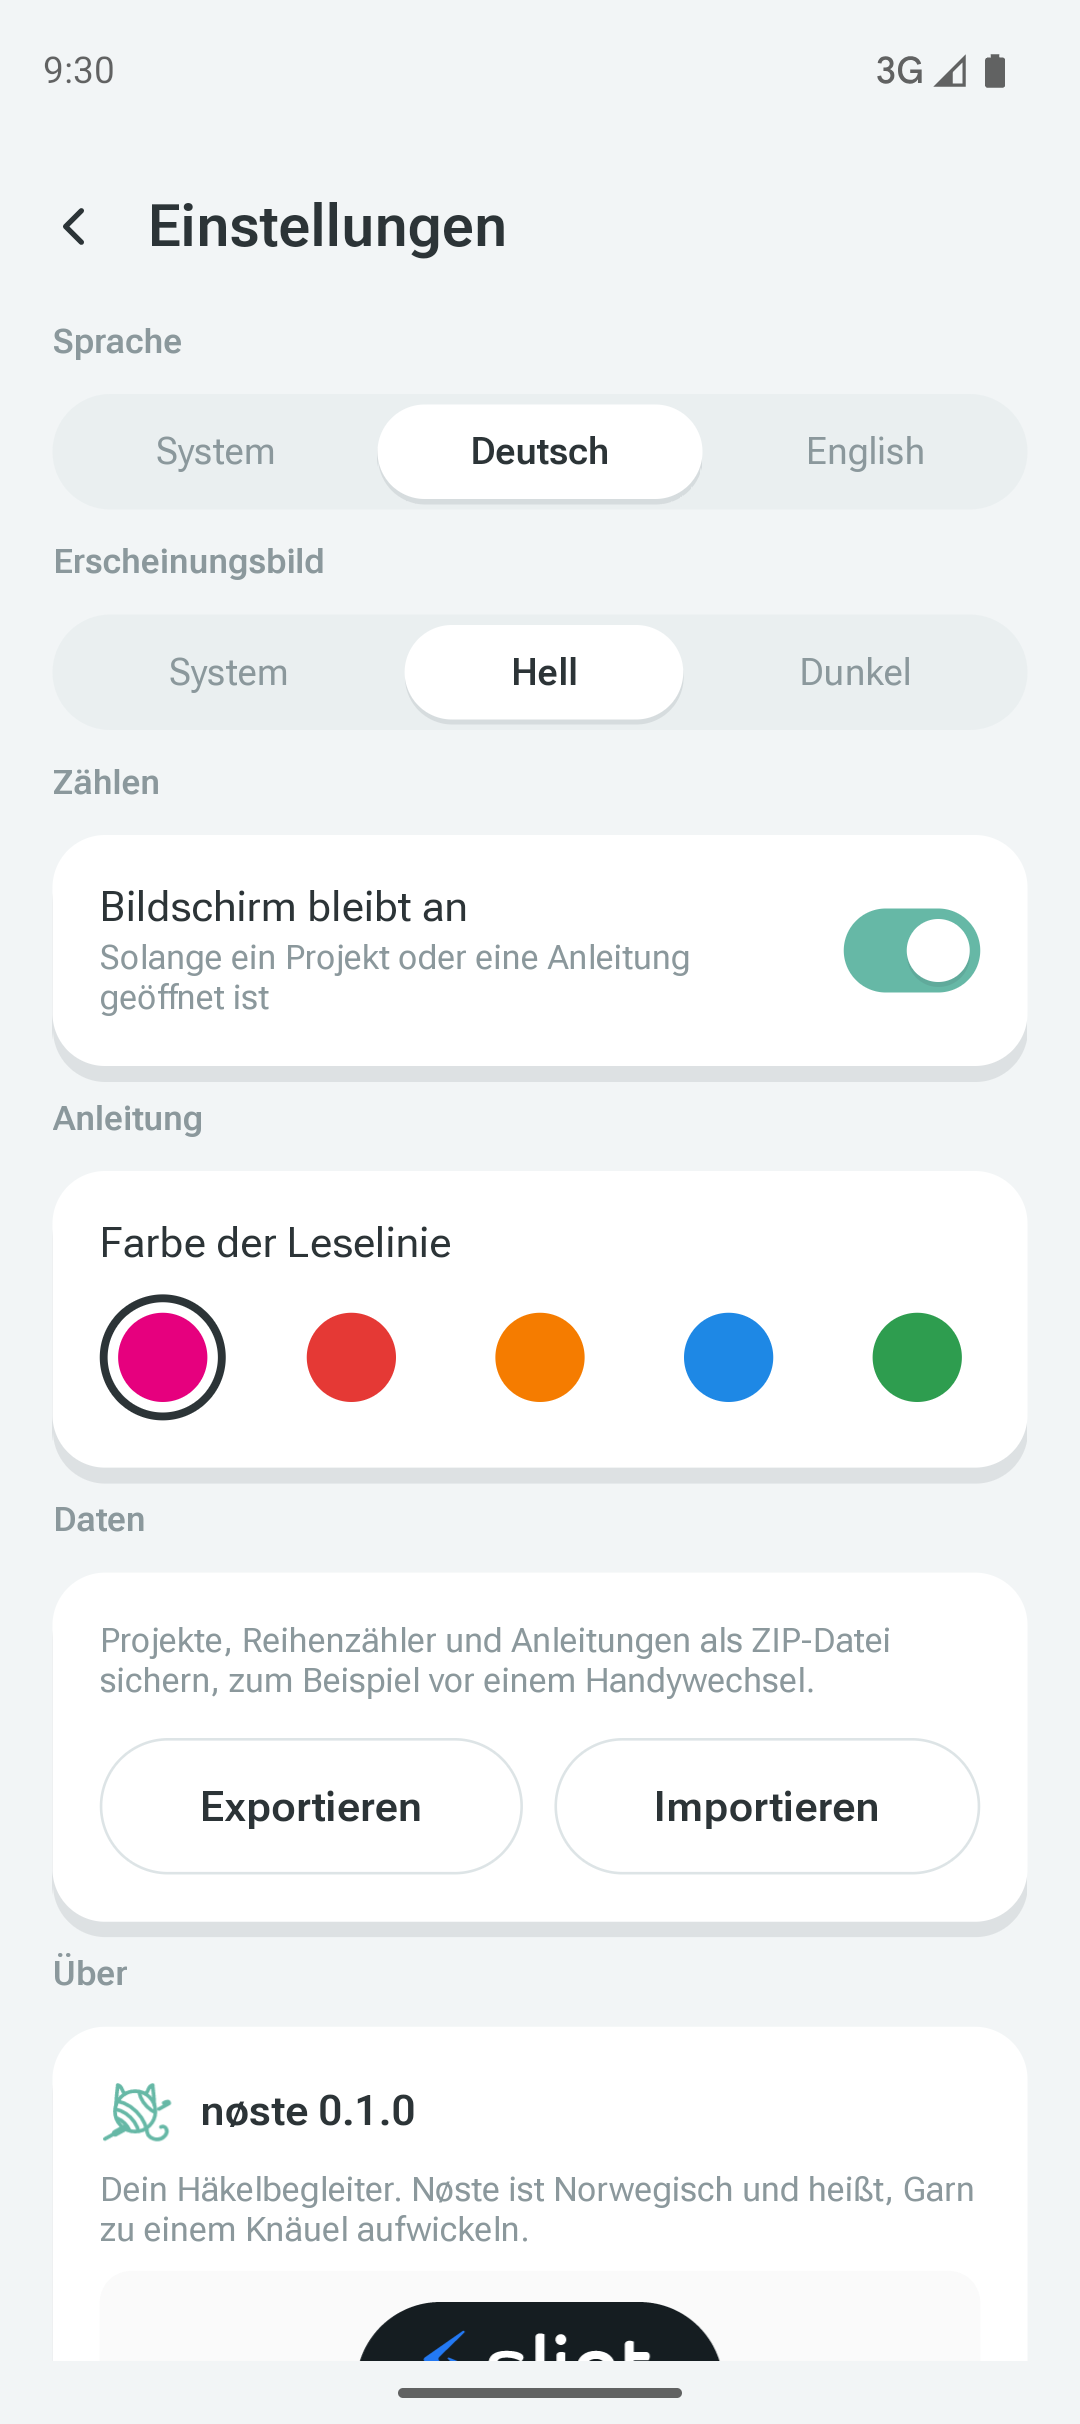 9:30
3G
Einstellungen
Sprache
System
Deutsch
English
Erscheinungsbild
System
Hell
Dunkel
Zählen
Bildschirm bleibt an
Solange ein Projekt oder eine Anleitung
geöffnet ist
Anleitung
Farbe der Leselinie
Daten
Projekte, Reihenzähler und Anleitungen als ZIP-Datei
sichern, zum Beispiel vor einem Handywechsel.
Exportieren
Importieren
Über
nøste 0.1.0
Dein Häkelbegleiter. Nøste ist Norwegisch und heißt, Garn
zu einem Knäuel aufwickeln.